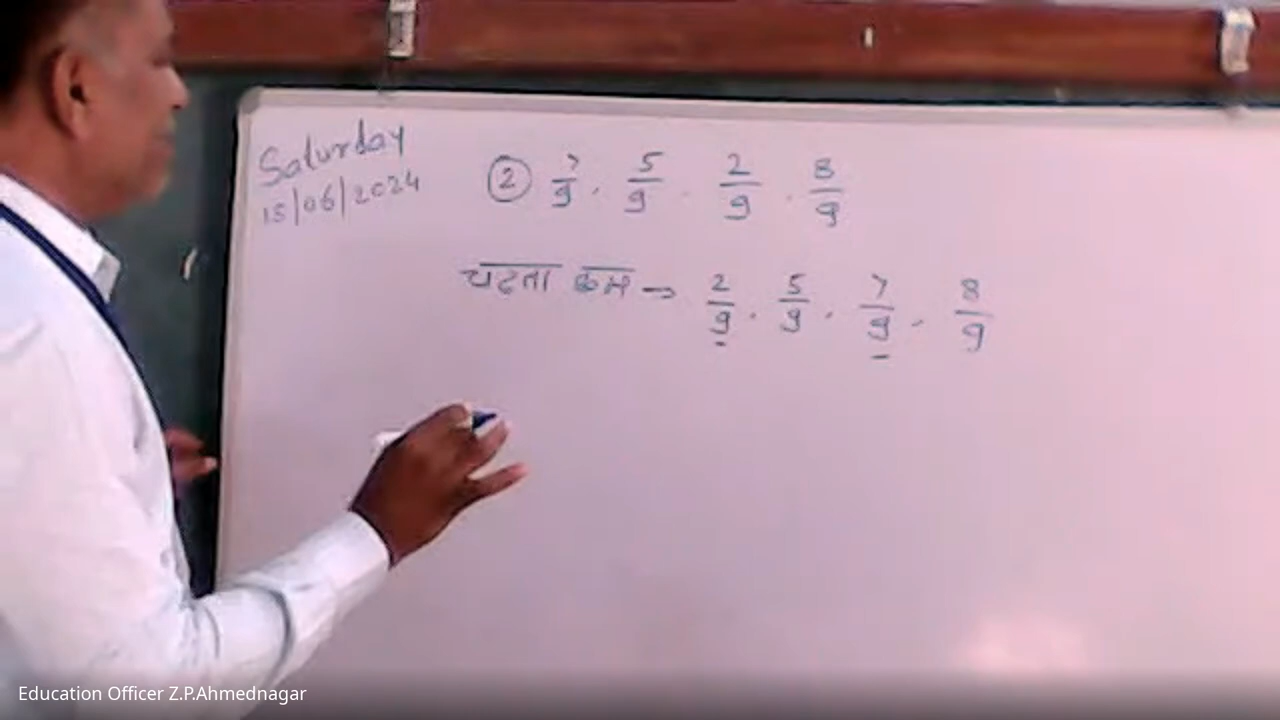 Saturday
15/06/2024
② 7/9 , 5/9 , 2/9 , 8/9
चढता क्रम → 2/9 , 5/9 , 7/9 , 8/9
Education Officer Z.P.Ahmednagar